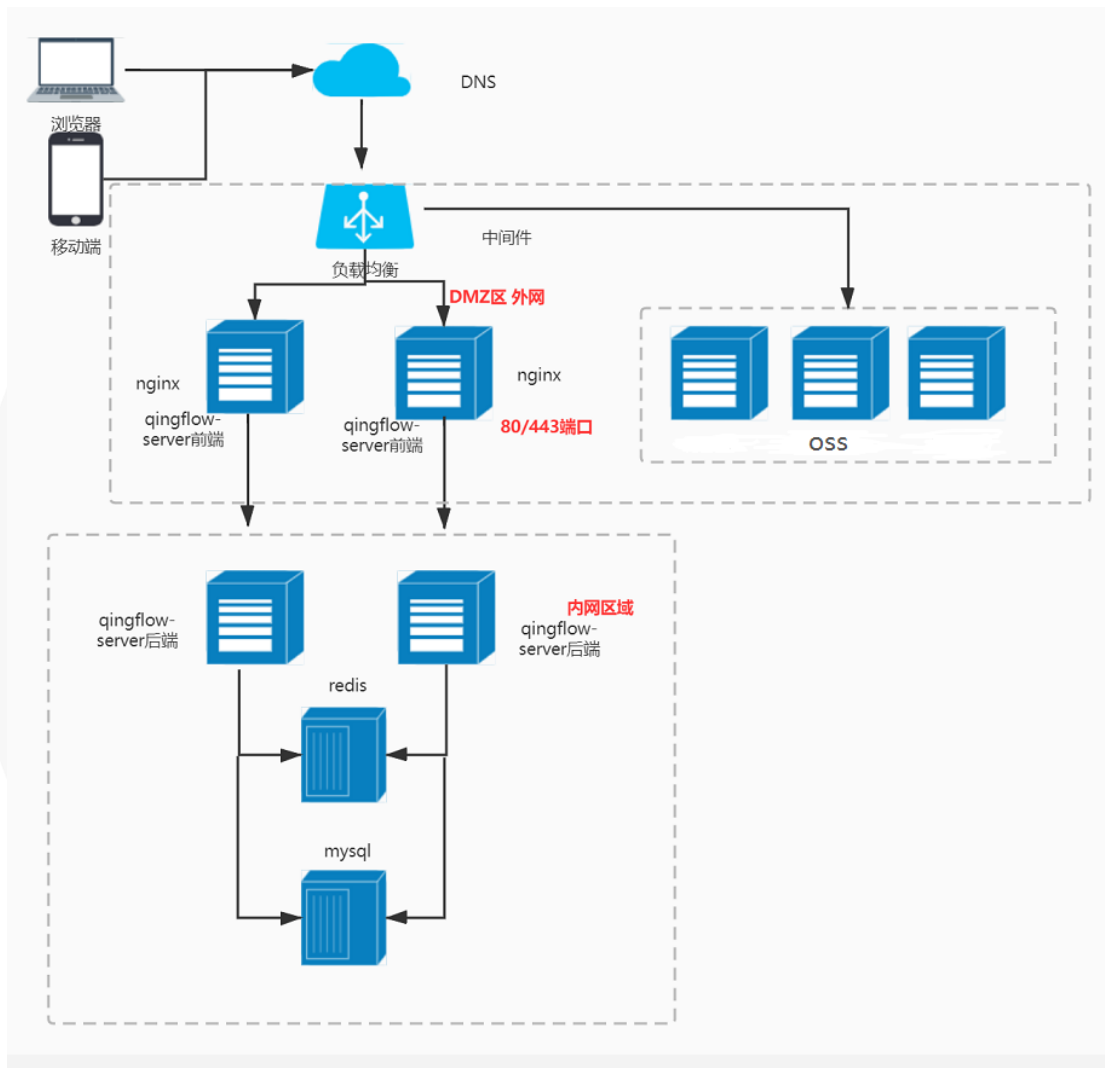 DNS
浏览器
移动端
中间件
负载均衡
DMZ区 外网
nginx
qingflow-
server前端
nginx
80/443端口
qingflow-
server前端
OSS
qingflow-
server后端
内网区域
qingflow-
server后端
redis
mysql